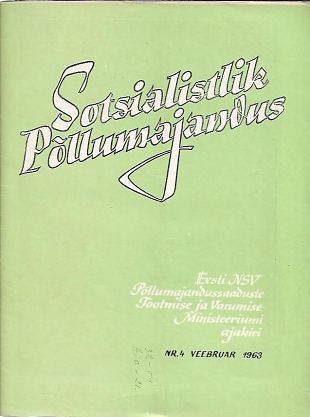 Sotsialistlik
Põllumajandus
Eesti NSV
Põllumajandussaaduste
Tootmise ja Varumise
Ministeeriumi
ajakiri
NR. 4 VEEBRUAR 1963